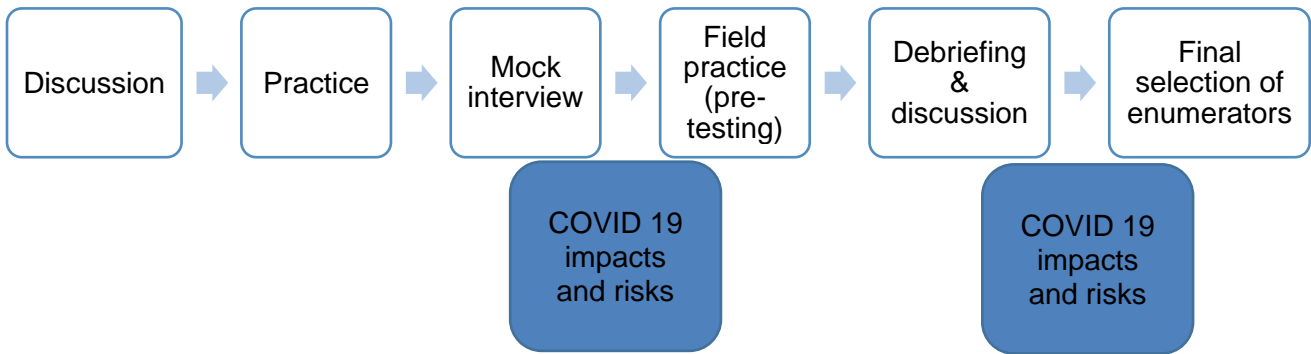 Discussion
Practice
Mock
interview
Field
practice
(pre-
testing)
Debriefing
&
discussion
Final
selection of
enumerators
COVID 19
impacts
and risks
COVID 19
impacts
and risks